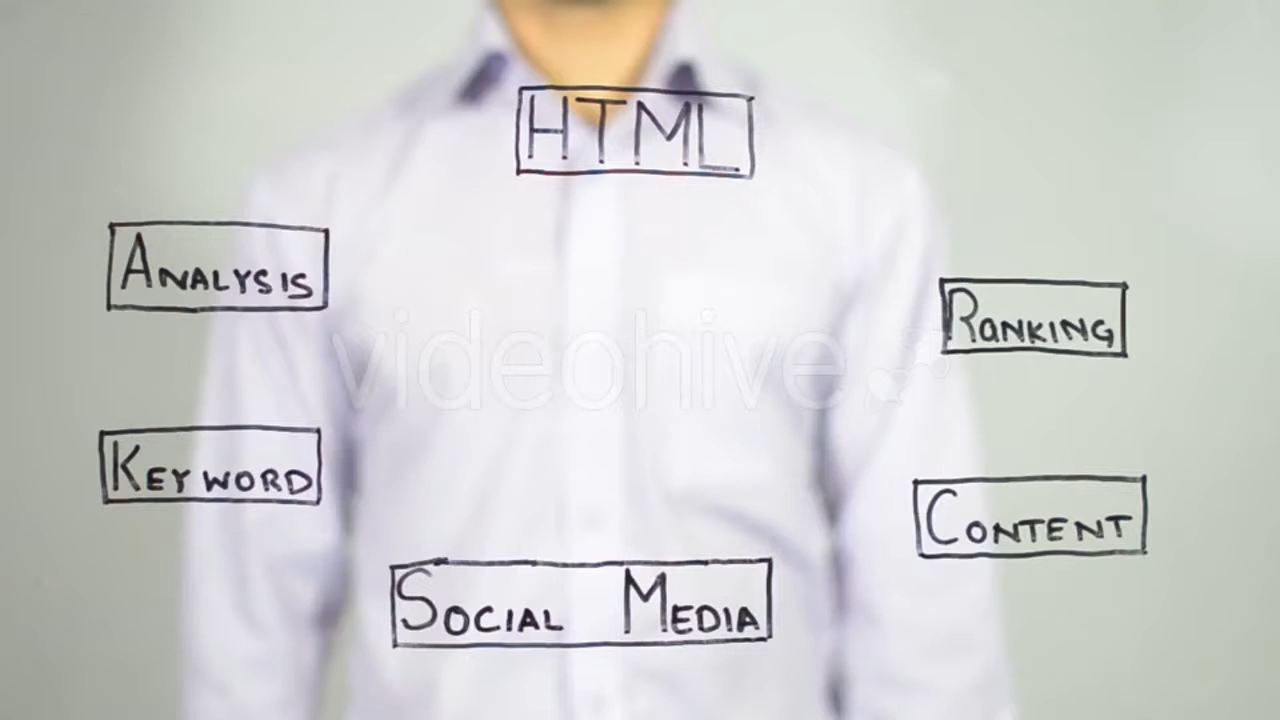 HTML
ANALYSIS
RANKING
videohive
KEYWORD
CONTENT
SOCIAL MEDIA